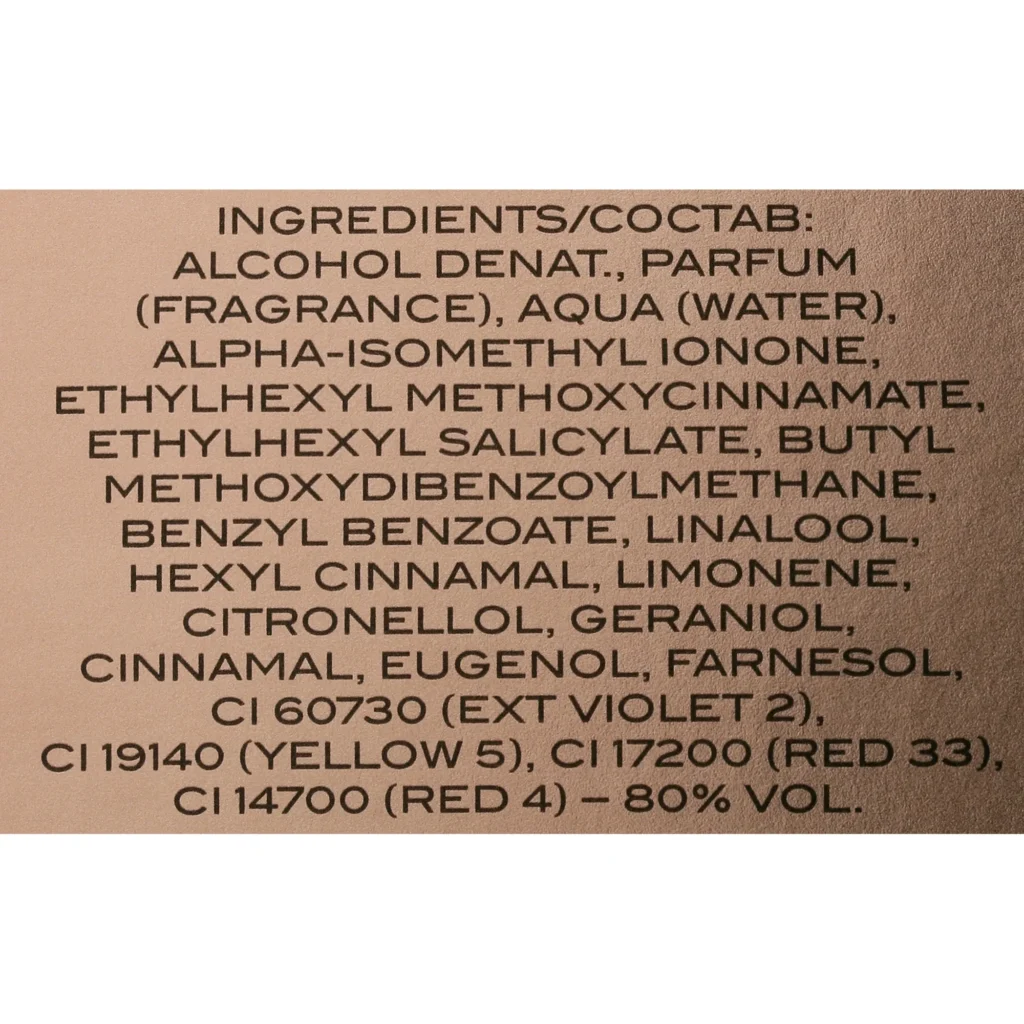 INGREDIENTS/СОСТАВ:
ALCOHOL DENAT., PARFUM
(FRAGRANCE), AQUA (WATER),
ALPHA-ISOMETHYL IONONE,
ETHYLHEXYL METHOXYCINNAMATE,
ETHYLHEXYL SALICYLATE, BUTYL
METHOXYDIBENZOYLMETHANE,
BENZYL BENZOATE, LINALOOL,
HEXYL CINNAMAL, LIMONENE,
CITRONELLOL, GERANIOL,
CINNAMAL, EUGENOL, FARNESOL,
CI 60730 (EXT VIOLET 2),
CI 19140 (YELLOW 5), CI 17200 (RED 33),
CI 14700 (RED 4) – 80% VOL.